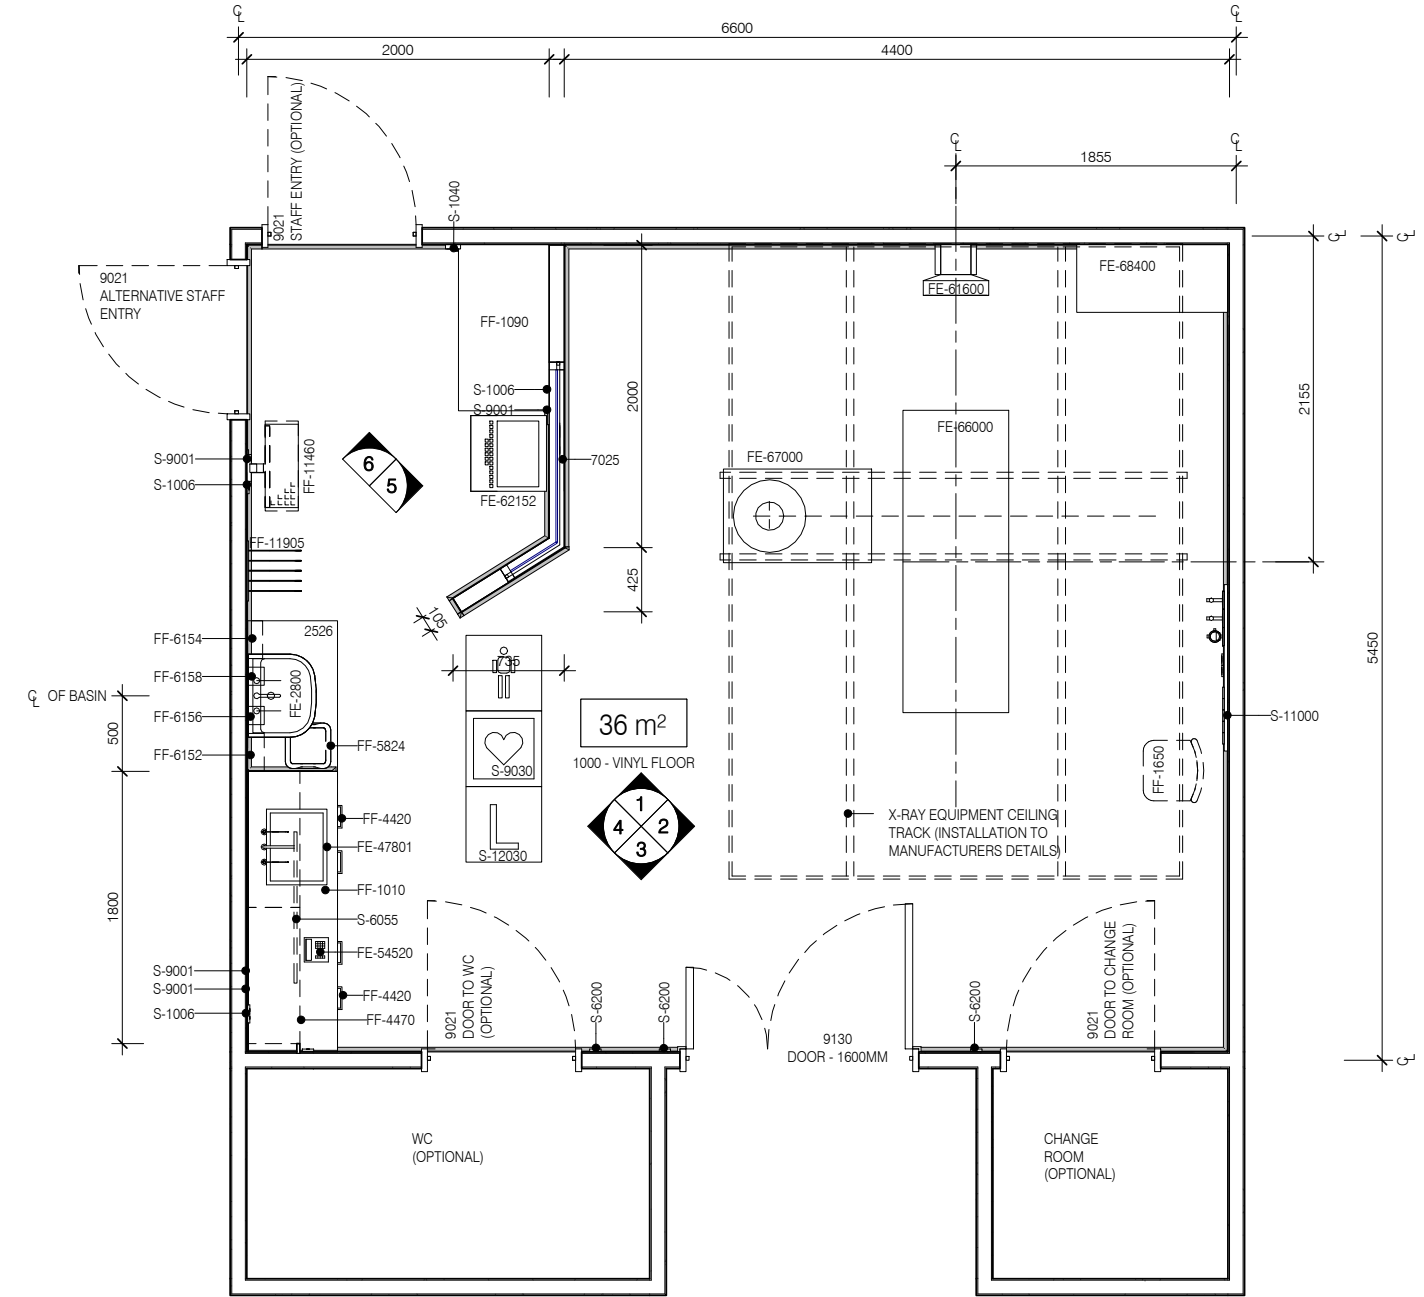 ℄
℄
6600
2000
4400
℄
℄
1855
9021
STAFF ENTRY (OPTIONAL)
S-1040
℄
℄
9021
ALTERNATIVE STAFF
ENTRY
FF-1090
FE-61600
FE-68400
S-1006
S-9001
2000
2155
FE-66000
FE-67000
S-9001
S-1006
FF-11460
6
5
7025
FE-62152
FF-11905
425
105
2526
FF-6154
FF-6158
FE-2800
℄ OF BASIN
FF-6156
500
FF-6152
FF-5824
735
36 m²
1000 - VINYL FLOOR
S-9030
5450
S-11000
FF-1650
FF-4420
FE-47801
L
S-12030
1
4
2
3
X-RAY EQUIPMENT CEILING
TRACK (INSTALLATION TO
MANUFACTURERS DETAILS)
1800
FF-1010
S-6055
FE-54520
S-9001
S-9001
S-1006
FF-4420
FF-4470
9021
DOOR TO WC
(OPTIONAL)
S-6200
S-6200
9130
DOOR - 1600MM
S-6200
9021
DOOR TO CHANGE
ROOM (OPTIONAL)
℄
WC
(OPTIONAL)
CHANGE
ROOM
(OPTIONAL)